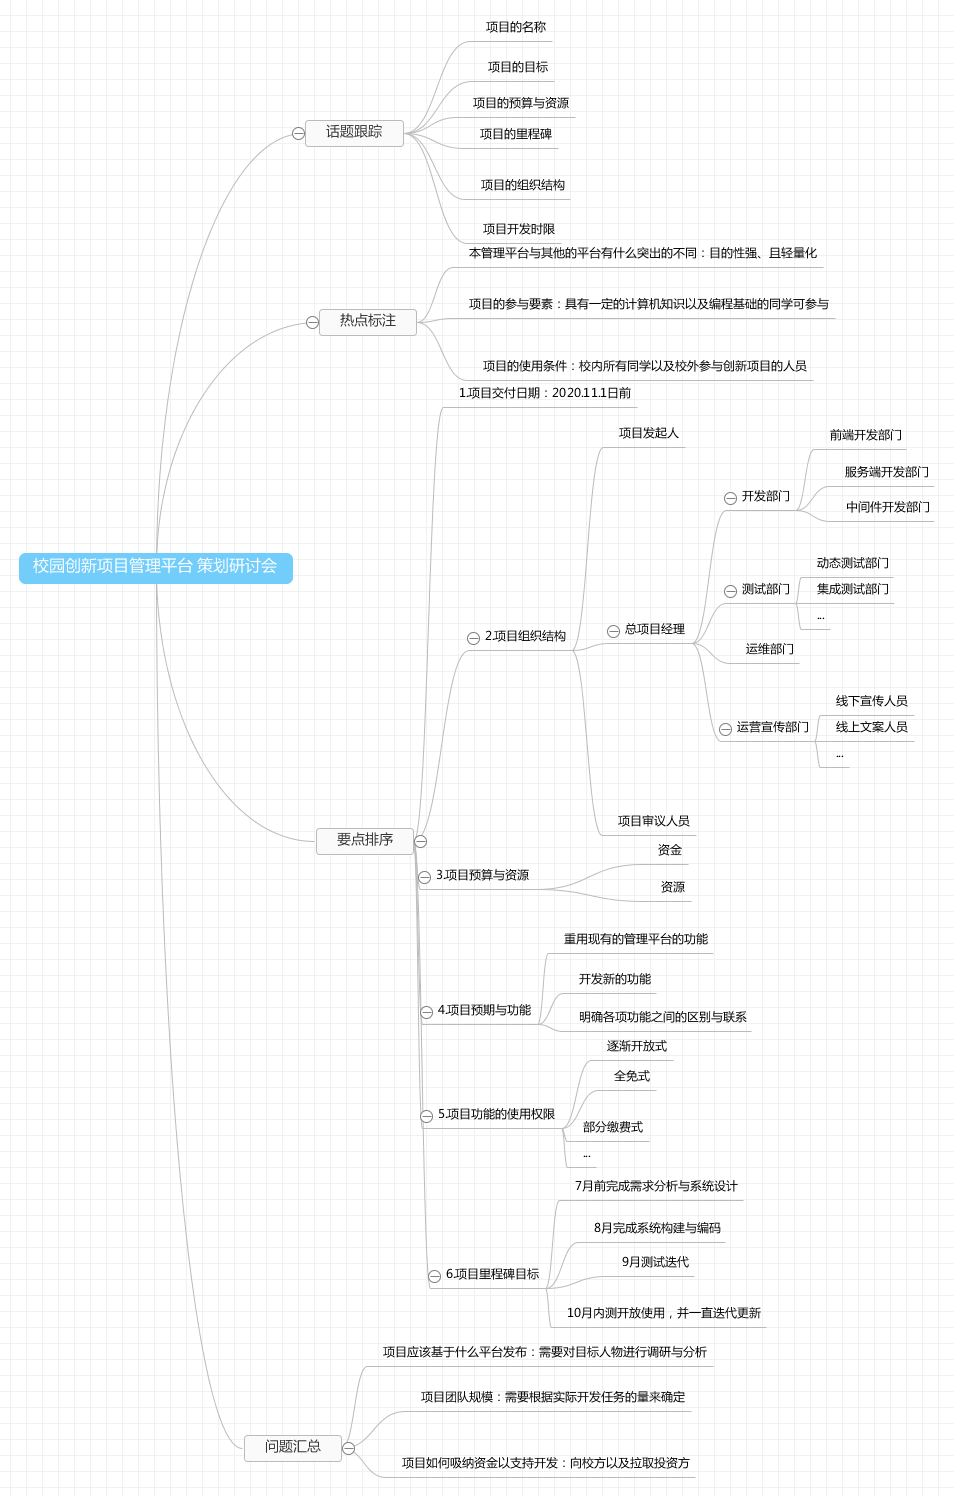 校园创新项目管理平台 策划研讨会
话题跟踪
项目的名称
项目的目标
项目的预算与资源
项目的里程碑
项目的组织结构
项目开发时限
热点标注
本管理平台与其他的平台有什么突出的不同：目的性强、且轻量化
项目的参与要素：具有一定的计算机知识以及编程基础的同学可参与
项目的使用条件：校内所有同学以及校外参与创新项目的人员
要点排序
1.项目交付日期：2020.11.1日前
2.项目组织结构
项目发起人
总项目经理
开发部门
前端开发部门
服务端开发部门
中间件开发部门
测试部门
动态测试部门
集成测试部门
...
运维部门
运营宣传部门
线下宣传人员
线上文案人员
...
项目审议人员
3.项目预算与资源
资金
资源
4.项目预期与功能
重用现有的管理平台的功能
开发新的功能
明确各项功能之间的区别与联系
5.项目功能的使用权限
逐渐开放式
全免式
部分缴费式
...
6.项目里程碑目标
7月前完成需求分析与系统设计
8月完成系统构建与编码
9月测试迭代
10月内测开放使用，并一直迭代更新
问题汇总
项目应该基于什么平台发布：需要对目标人物进行调研与分析
项目团队规模：需要根据实际开发任务的量来确定
项目如何吸纳资金以支持开发：向校方以及拉取投资方